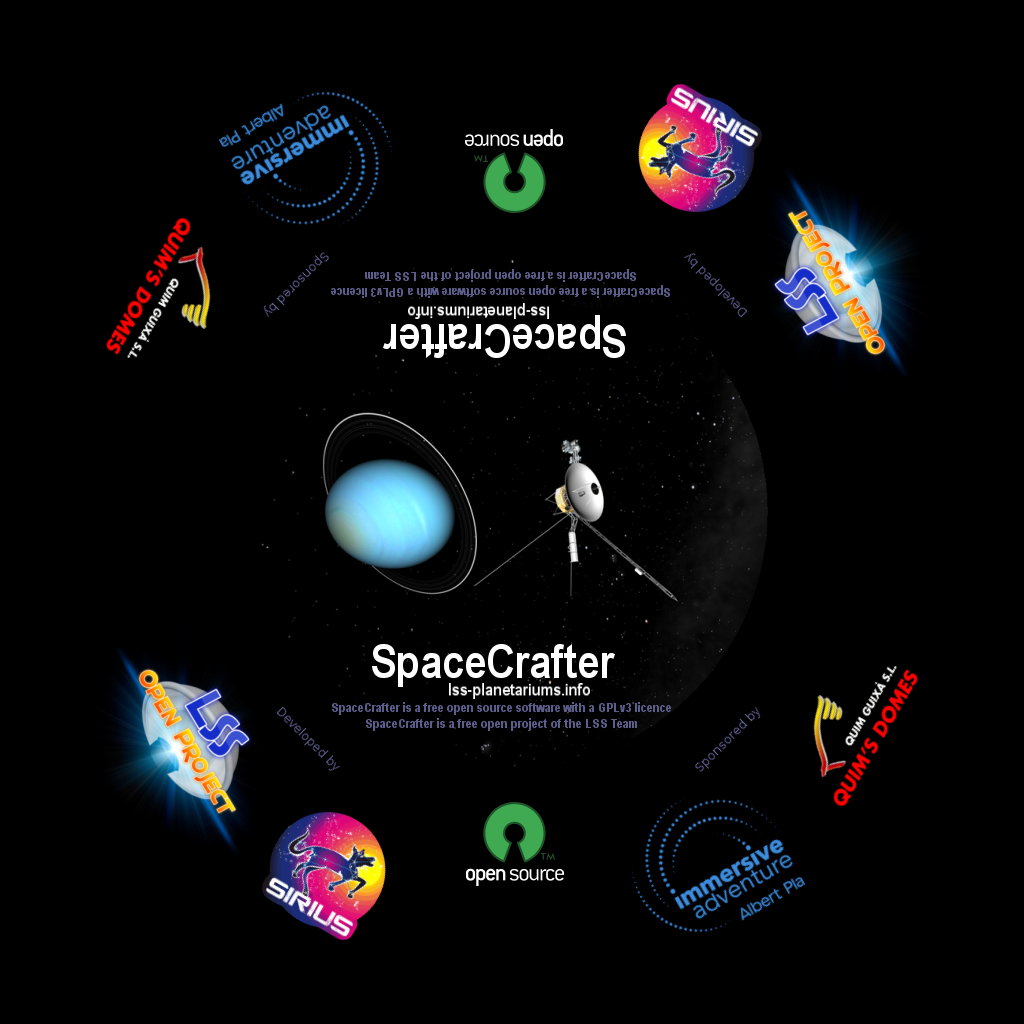 immersive
adventure
Albert Pla
open source
TM
SIRIUS
QUIM'S DOMES
QUIM GUIXÀ S.L.
Sponsored by
Developed by
LSS
OPEN PROJECT
SpaceCrafter is a free open project of the LSS Team
SpaceCrafter is a free open source software with a GPLv3 licence
lss-planetariums.info
SpaceCrafter
SpaceCrafter
lss-planetariums.info
SpaceCrafter is a free open source software with a GPLv3 licence
SpaceCrafter is a free open project of the LSS Team
LSS
OPEN PROJECT
Developed by
Sponsored by
QUIM GUIXÀ S.L.
QUIM'S DOMES
SIRIUS
TM
open source
immersive
adventure
Albert Pla